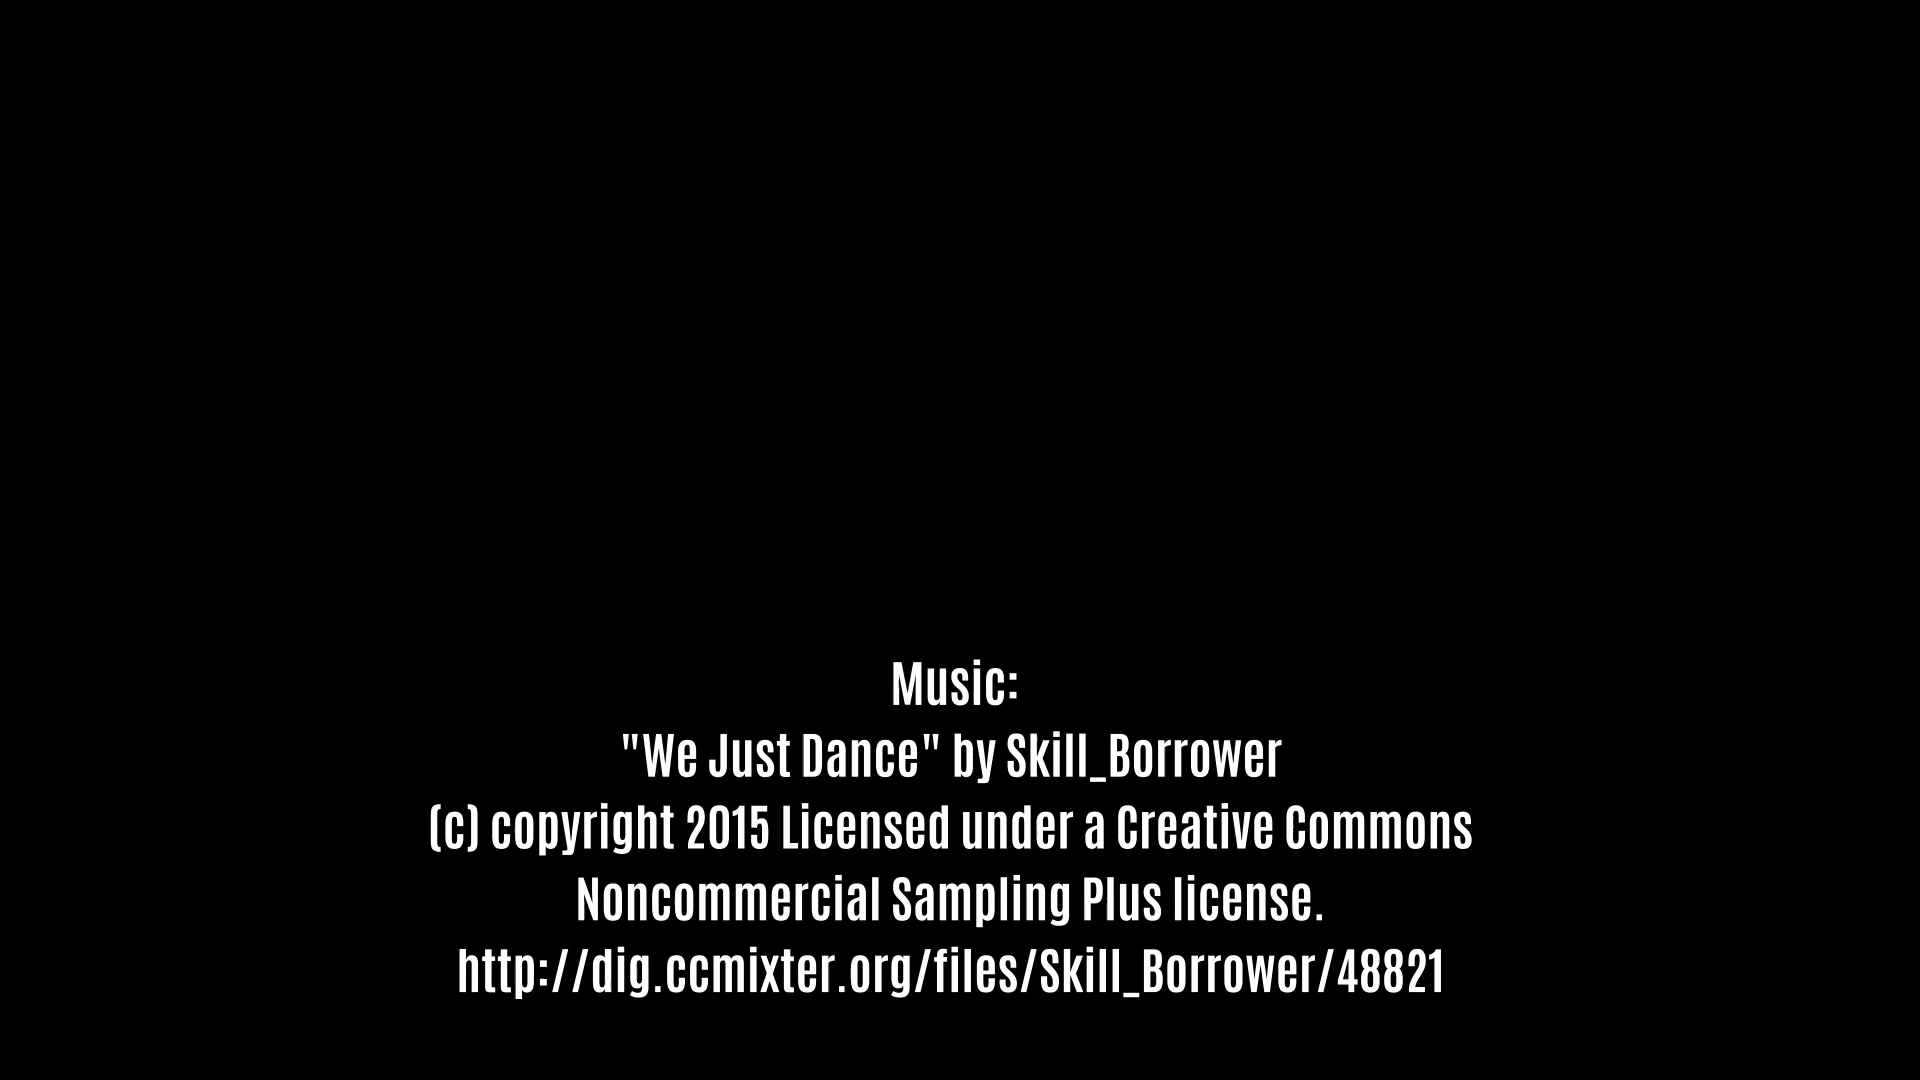 Music:
"We Just Dance" by Skill_Borrower
(c) copyright 2015 Licensed under a Creative Commons
Noncommercial Sampling Plus license.
http://dig.ccmixter.org/files/Skill_Borrower/48821